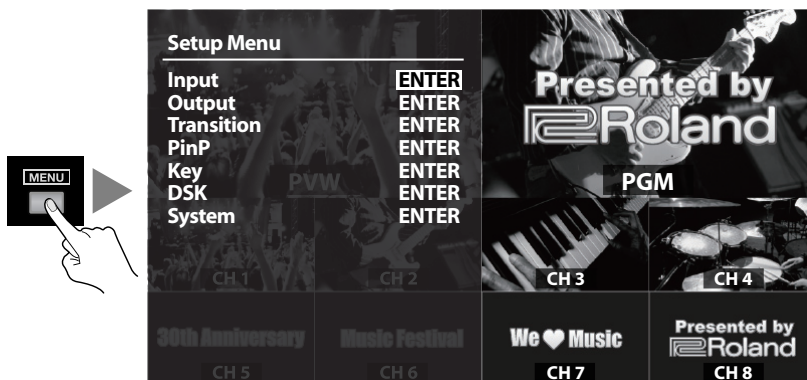 MENU
Setup Menu
Input ENTER
Output ENTER
Transition ENTER
PinP ENTER
Key ENTER
DSK ENTER
System ENTER
PVW
Presented by
Roland
PGM
CH 1
CH 2
CH 3
CH 4
30th Anniversary
Music Festival
We ♥ Music
Presented by
Roland
CH 5
CH 6
CH 7
CH 8